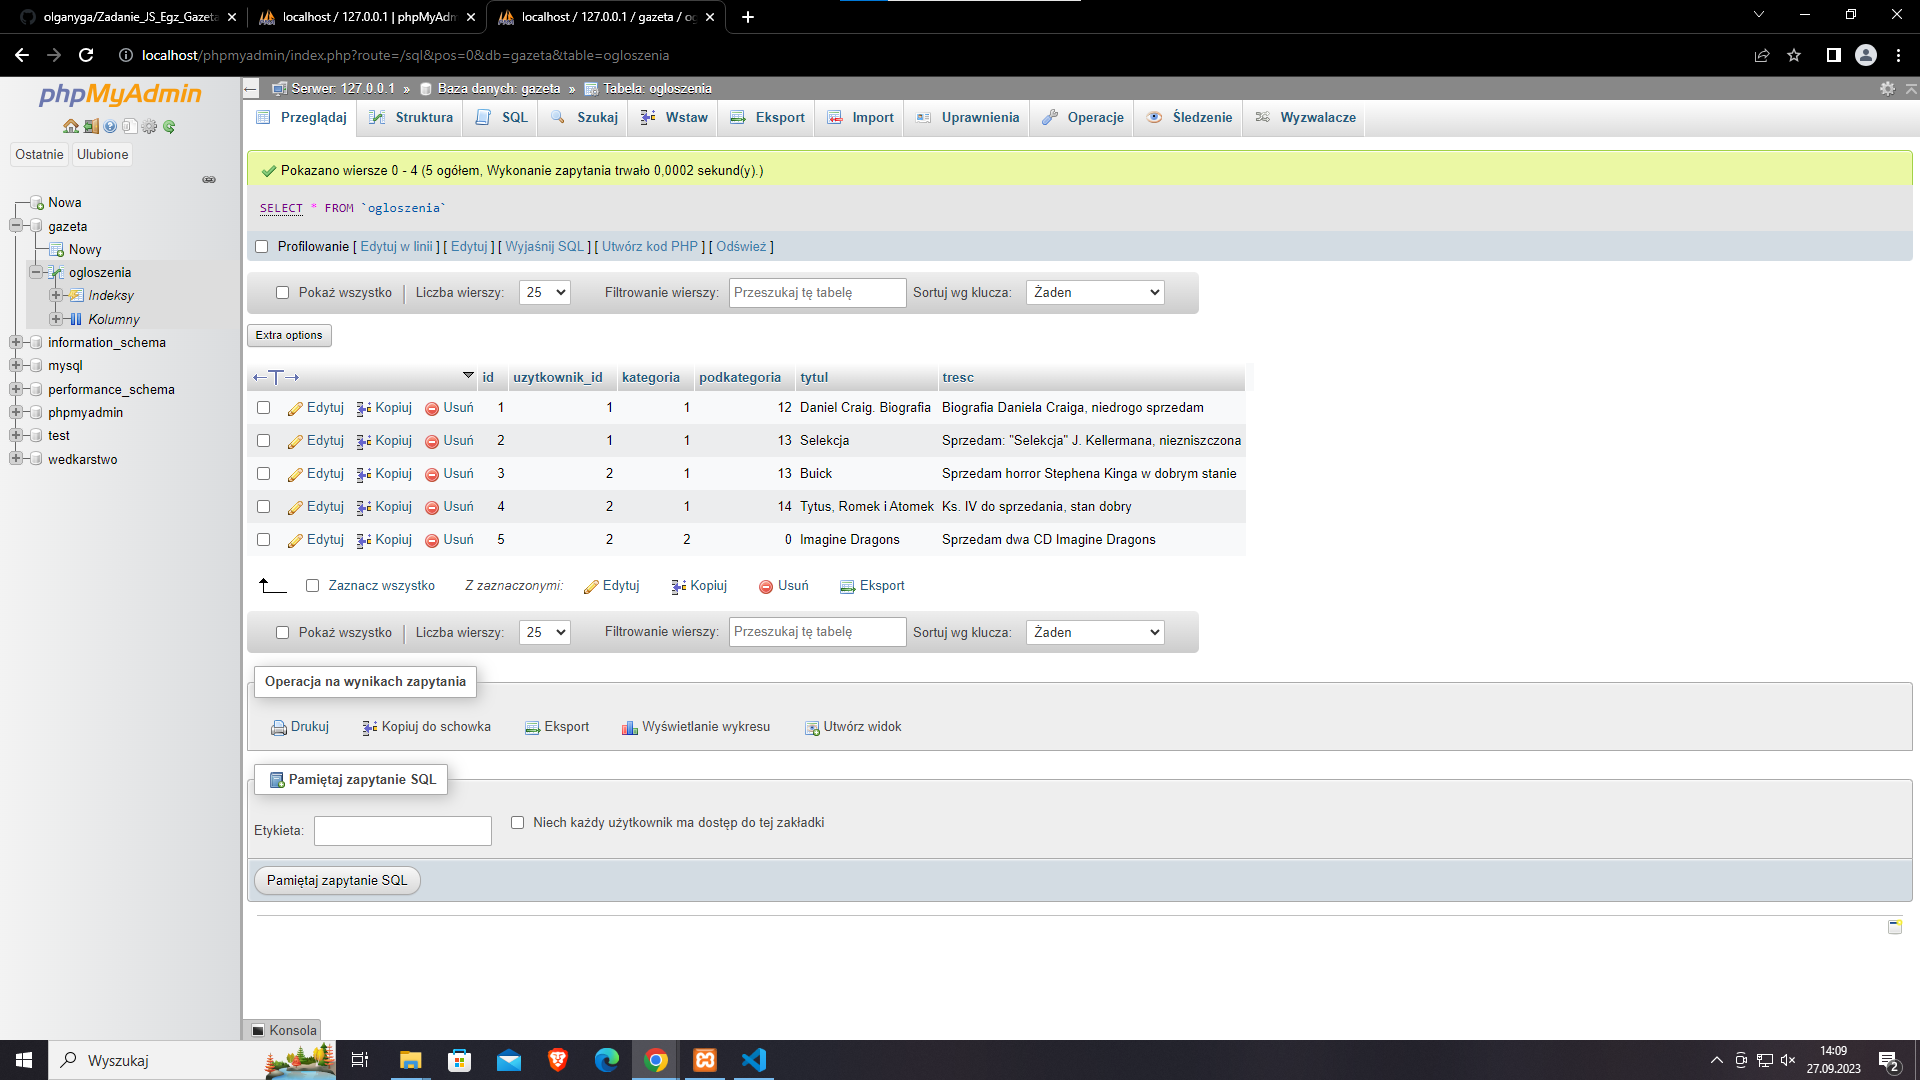 olganyga/Zadanie_JS_Egz_Gazeta
localhost / 127.0.0.1 | phpMyAdm
localhost / 127.0.0.1 / gazeta / og
localhost/phpmyadmin/index.php?route=/sql&pos=0&db=gazeta&table=ogloszenia
phpMyAdmin
Ostatnie Ulubione
Nowa
gazeta
Nowy
ogloszenia
Indeksy
Kolumny
information_schema
mysql
performance_schema
phpmyadmin
test
wedkarstwo
Serwer: 127.0.0.1 » Baza danych: gazeta » Tabela: ogloszenia
Przeglądaj Struktura SQL Szukaj Wstaw Eksport Import Uprawnienia Operacje Śledzenie Wyzwalacze
Pokazano wiersze 0 - 4 (5 ogółem, Wykonanie zapytania trwało 0,0002 sekund(y).)
SELECT * FROM `ogloszenia`
Profilowanie [ Edytuj w linii ] [ Edytuj ] [ Wyjaśnij SQL ] [ Utwórz kod PHP ] [ Odśwież ]
Pokaż wszystko | Liczba wierszy: 25 Filtrowanie wierszy: Przeszukaj tę tabelę Sortuj wg klucza: Żaden
Extra options
←T→ id uzytkownik_id kategoria podkategoria tytul tresc
Edytuj Kopiuj Usuń 1 1 1 12 Daniel Craig. Biografia Biografia Daniela Craiga, niedrogo sprzedam
Edytuj Kopiuj Usuń 2 1 1 13 Selekcja Sprzedam: "Selekcja" J. Kellermana, niezniszczona
Edytuj Kopiuj Usuń 3 2 1 13 Buick Sprzedam horror Stephena Kinga w dobrym stanie
Edytuj Kopiuj Usuń 4 2 1 14 Tytus, Romek i Atomek Ks. IV do sprzedania, stan dobry
Edytuj Kopiuj Usuń 5 2 2 0 Imagine Dragons Sprzedam dwa CD Imagine Dragons
Zaznacz wszystko Z zaznaczonymi: Edytuj Kopiuj Usuń Eksport
Pokaż wszystko | Liczba wierszy: 25 Filtrowanie wierszy: Przeszukaj tę tabelę Sortuj wg klucza: Żaden
Operacja na wynikach zapytania
Drukuj Kopiuj do schowka Eksport Wyświetlanie wykresu Utwórz widok
Pamiętaj zapytanie SQL
Etykieta: Niech każdy użytkownik ma dostęp do tej zakładki
Pamiętaj zapytanie SQL
Konsola
Wyszukaj
14:09
27.09.2023
2